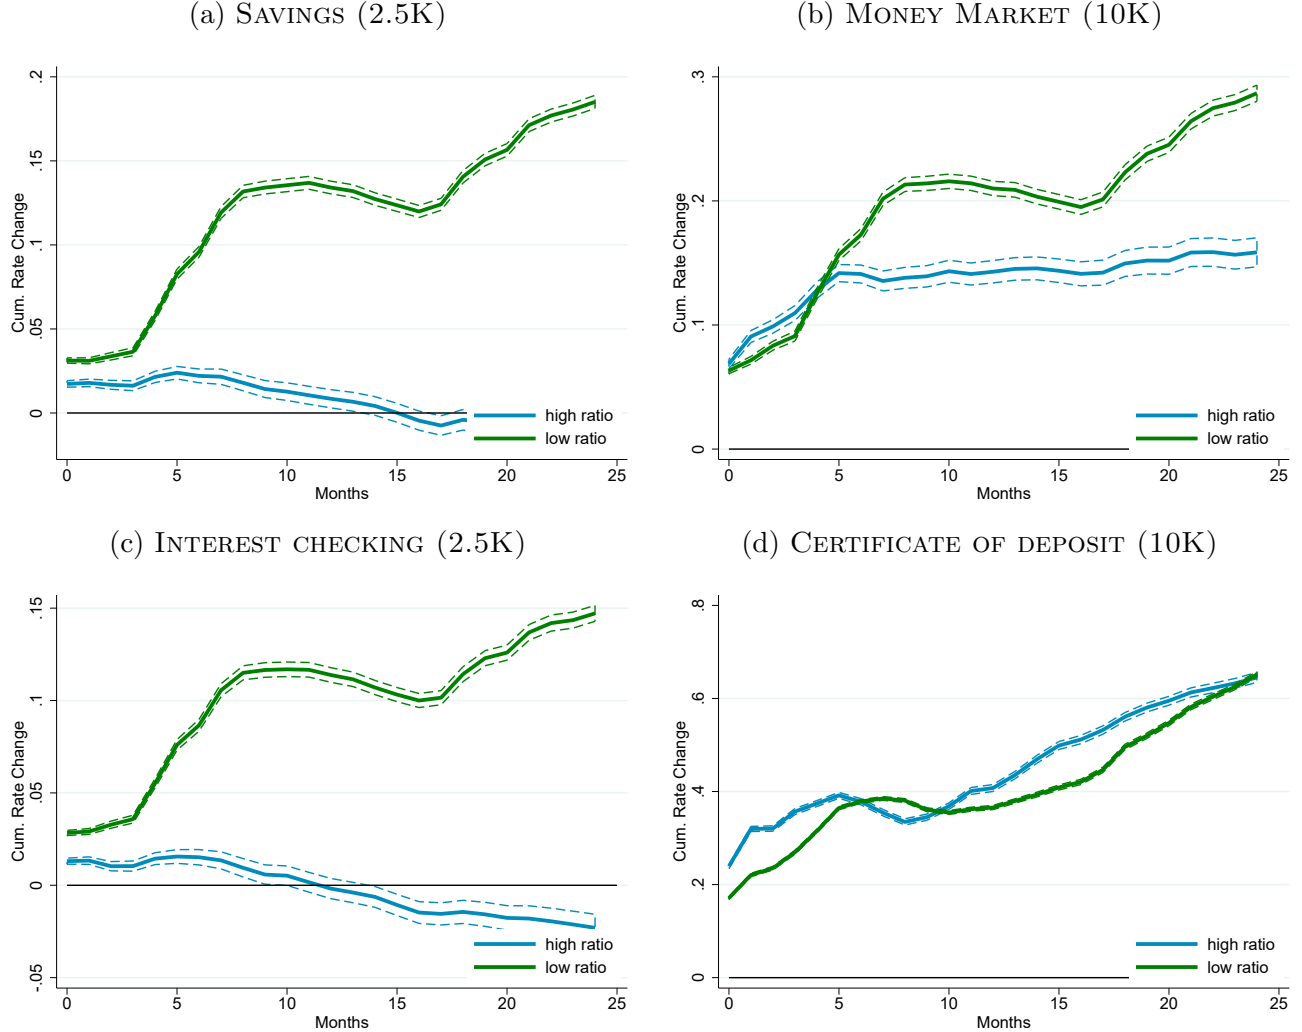 (a) SAVINGS (2.5K)
Cum. Rate Change
.2
.15
.1
.05
0
0 5 10 15 20 25
Months
high ratio
low ratio
(b) MONEY MARKET (10K)
Cum. Rate Change
.3
.2
.1
0
0 5 10 15 20 25
Months
high ratio
low ratio
(c) INTEREST CHECKING (2.5K)
Cum. Rate Change
.15
.1
.05
0
-.05
0 5 10 15 20 25
Months
high ratio
low ratio
(d) CERTIFICATE OF DEPOSIT (10K)
Cum. Rate Change
.8
.6
.4
.2
0
0 5 10 15 20 25
Months
high ratio
low ratio